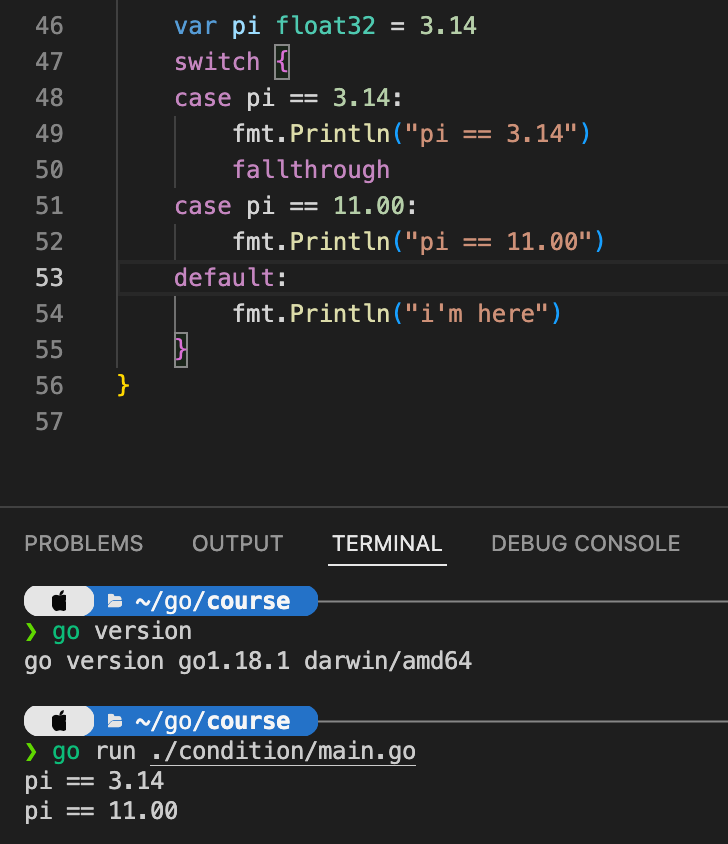 46 var pi float32 = 3.14
47 switch {
48 case pi == 3.14:
49 fmt.Println("pi == 3.14")
50 fallthrough
51 case pi == 11.00:
52 fmt.Println("pi == 11.00")
53 default:
54 fmt.Println("i'm here")
55 }
56 }
57
PROBLEMS OUTPUT TERMINAL DEBUG CONSOLE
~/go/course
❯ go version
go version go1.18.1 darwin/amd64
~/go/course
❯ go run ./condition/main.go
pi == 3.14
pi == 11.00